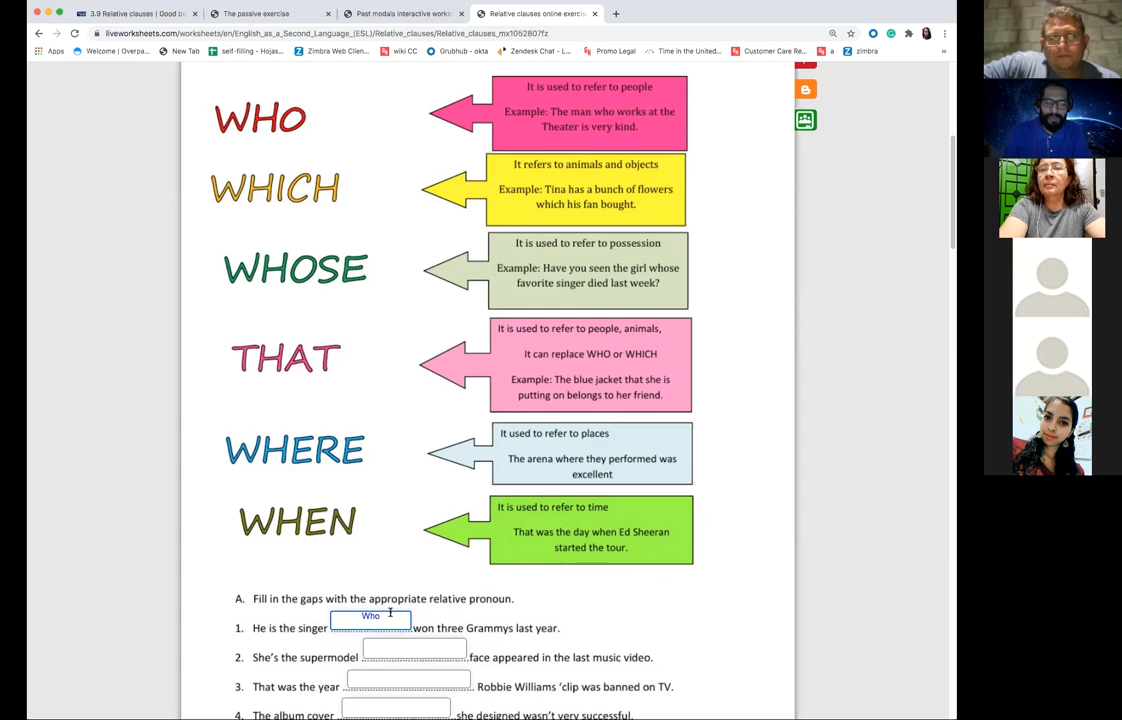 3.9 Relative clauses | Good bo
The passive exercise
Past modals interactive works
Relative clauses online exerci
liveworksheets.com/worksheets/en/English_as_a_Second_Language_(ESL)/Relative_clauses/Relative_clauses_mx1052807fz
Apps
Welcome | Overpa...
New Tab
self-filling - Hojas...
Zimbra Web Clien...
wiki CC
Grubhub - okta
Zendesk Chat - L...
Promo Legal
Time in the United...
Customer Care Re...
a
zimbra
WHO
It is used to refer to people
Example: The man who works at the
Theater is very kind.
WHICH
It refers to animals and objects
Example: Tina has a bunch of flowers
which his fan bought.
WHOSE
It is used to refer to possession
Example: Have you seen the girl whose
favorite singer died last week?
THAT
It is used to refer to people, animals,
It can replace WHO or WHICH
Example: The blue jacket that she is
putting on belongs to her friend.
WHERE
It used to refer to places
The arena where they performed was
excellent
WHEN
It is used to refer to time
That was the day when Ed Sheeran
started the tour.
A. Fill in the gaps with the appropriate relative pronoun.
1. He is the singer Who won three Grammys last year.
2. She's the supermodel face appeared in the last music video.
3. That was the year Robbie Williams 'clip was banned on TV.
4. The album cover she designed wasn't very successful.